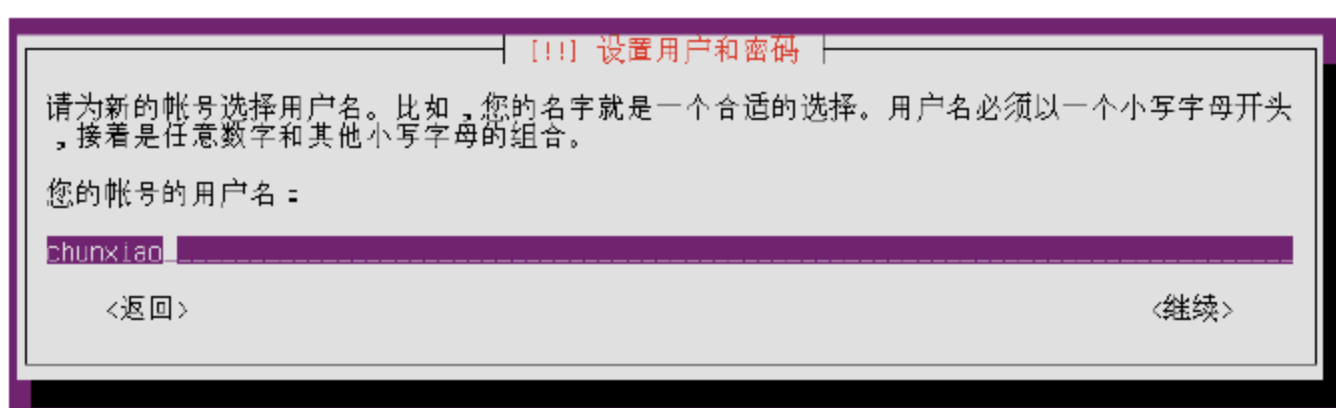 [!!] 设置用户和密码
请为新的帐号选择用户名。比如,您的名字就是一个合适的选择。用户名必须以一个小写字母开头
,接着是任意数字和其他小写字母的组合。
您的帐号的用户名:
chunxiao
<返回> <继续>